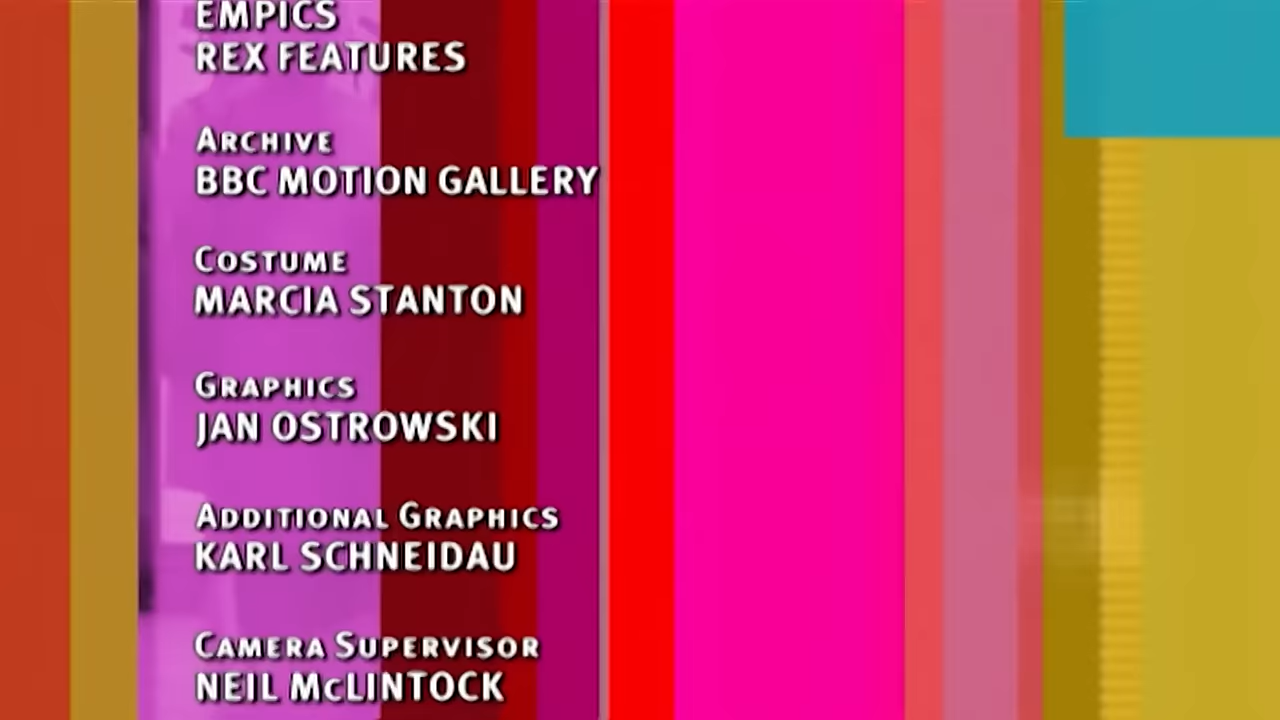 EMPICS
REX FEATURES
ARCHIVE
BBC MOTION GALLERY
COSTUME
MARCIA STANTON
GRAPHICS
JAN OSTROWSKI
ADDITIONAL GRAPHICS
KARL SCHNEIDAU
CAMERA SUPERVISOR
NEIL McLINTOCK